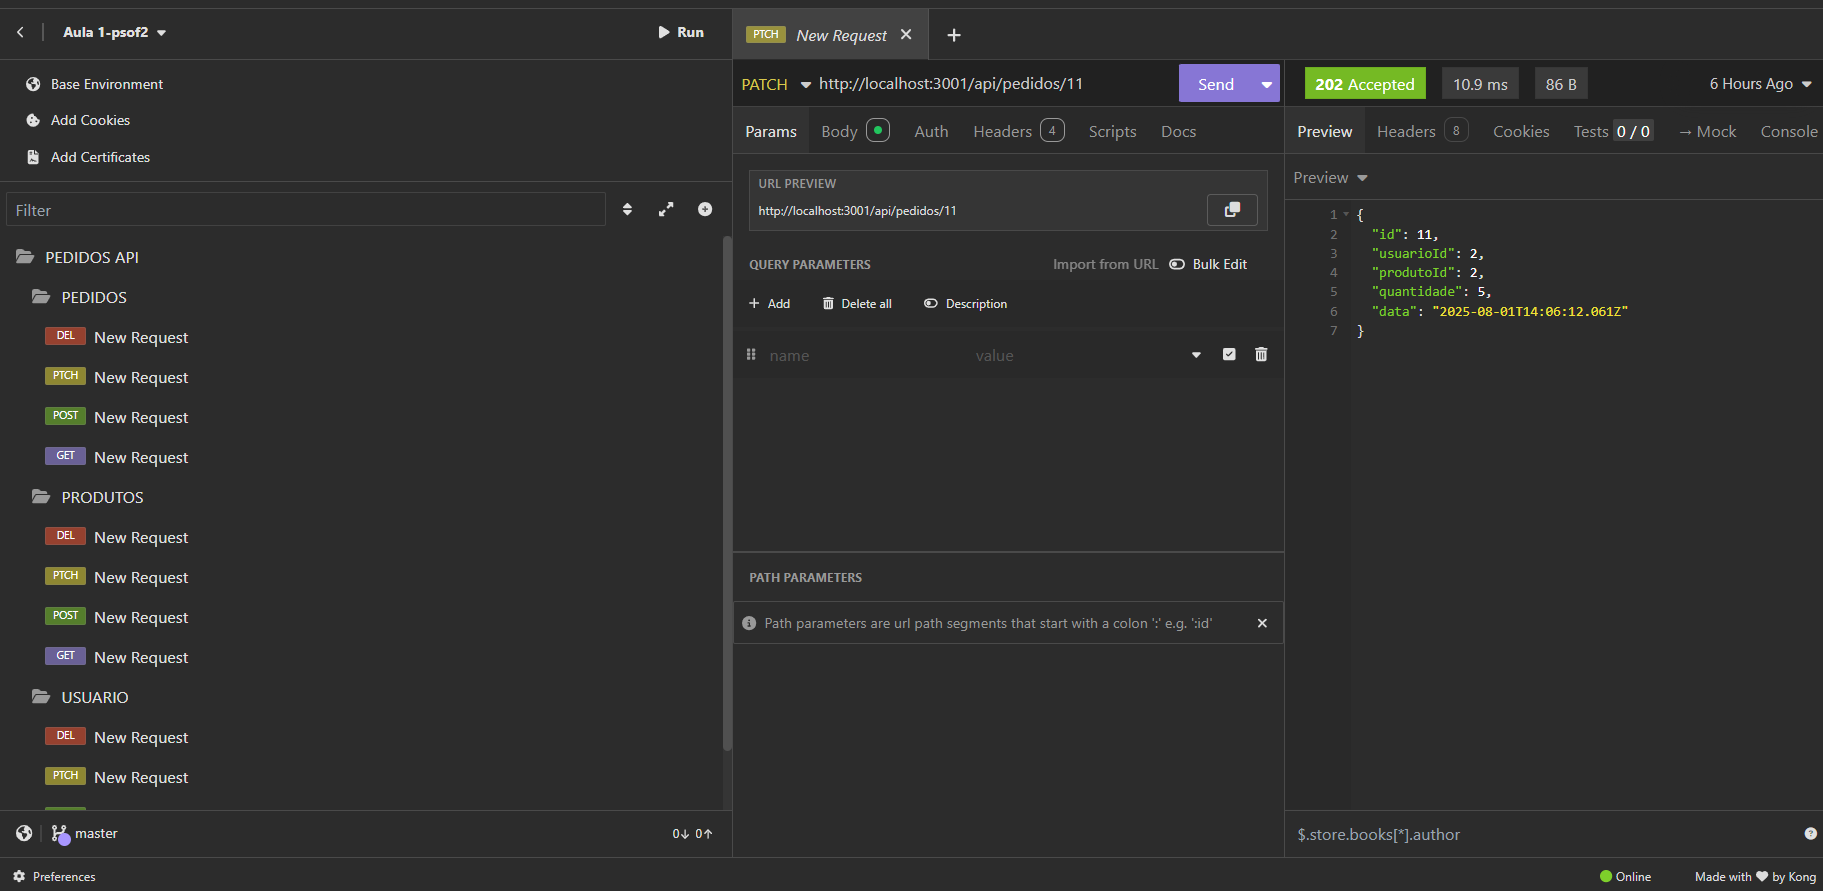 Aula 1-psof2
Run
Base Environment
Add Cookies
Add Certificates
Filter
PEDIDOS API
PEDIDOS
DEL New Request
PTCH New Request
POST New Request
GET New Request
PRODUTOS
DEL New Request
PTCH New Request
POST New Request
GET New Request
USUARIO
DEL New Request
PTCH New Request
master
0↓ 0↑
Preferences
PTCH New Request
PATCH http://localhost:3001/api/pedidos/11
Send
Params Body Auth Headers 4 Scripts Docs
URL PREVIEW
http://localhost:3001/api/pedidos/11
QUERY PARAMETERS
Import from URL Bulk Edit
Add Delete all Description
name value
PATH PARAMETERS
Path parameters are url path segments that start with a colon ':' e.g. ':id'
202 Accepted 10.9 ms 86 B 6 Hours Ago
Preview Headers 8 Cookies Tests 0 / 0 → Mock Console
Preview
1 {
2 "id": 11,
3 "usuarioId": 2,
4 "produtoId": 2,
5 "quantidade": 5,
6 "data": "2025-08-01T14:06:12.061Z"
7 }
$.store.books[*].author
Online Made with ♥ by Kong